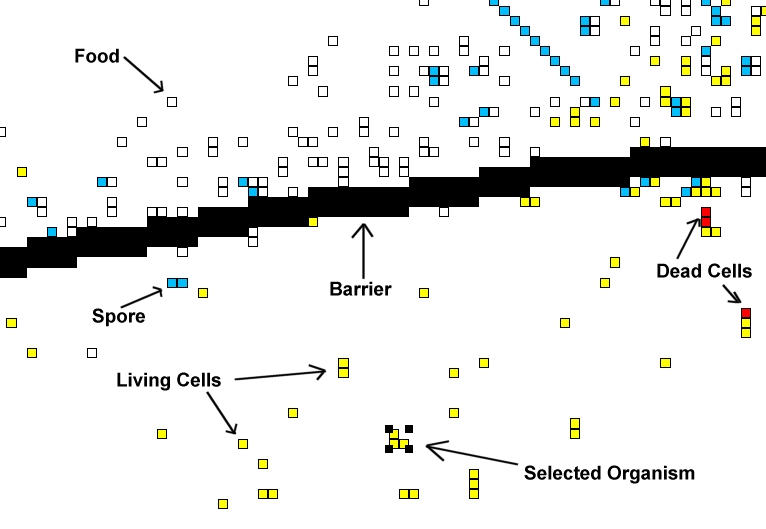 Food
Dead Cells
Barrier
Spore
Living Cells
Selected Organism